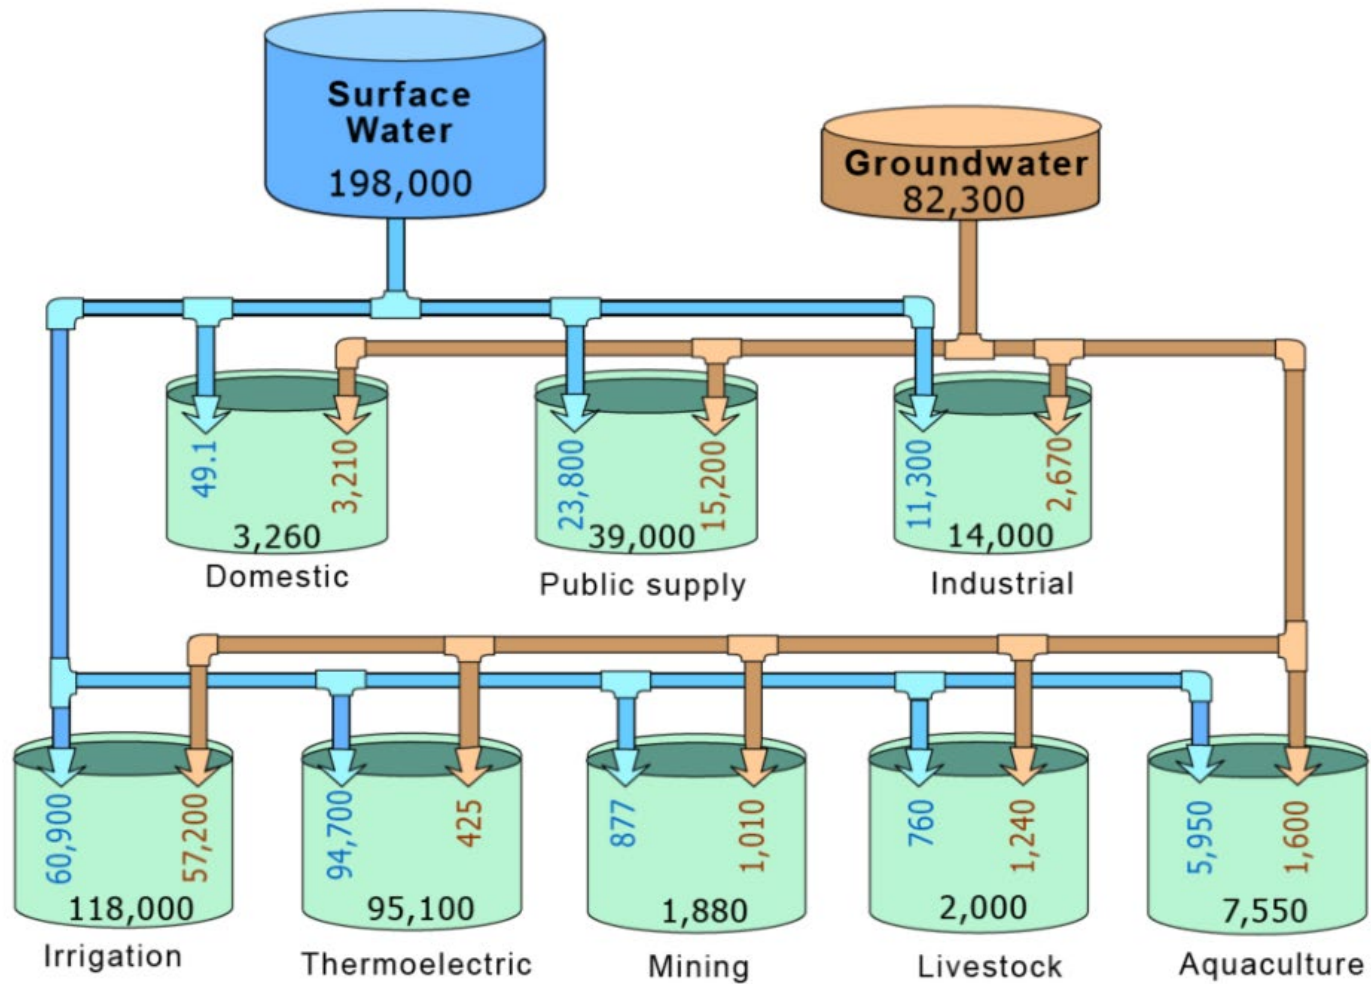 Surface
Water
198,000
Groundwater
82,300
49.1
3,210
3,260
Domestic
23,800
15,200
39,000
Public supply
11,300
2,670
14,000
Industrial
60,900
57,200
118,000
Irrigation
94,700
425
95,100
Thermoelectric
877
1,010
1,880
Mining
760
1,240
2,000
Livestock
5,950
1,600
7,550
Aquaculture